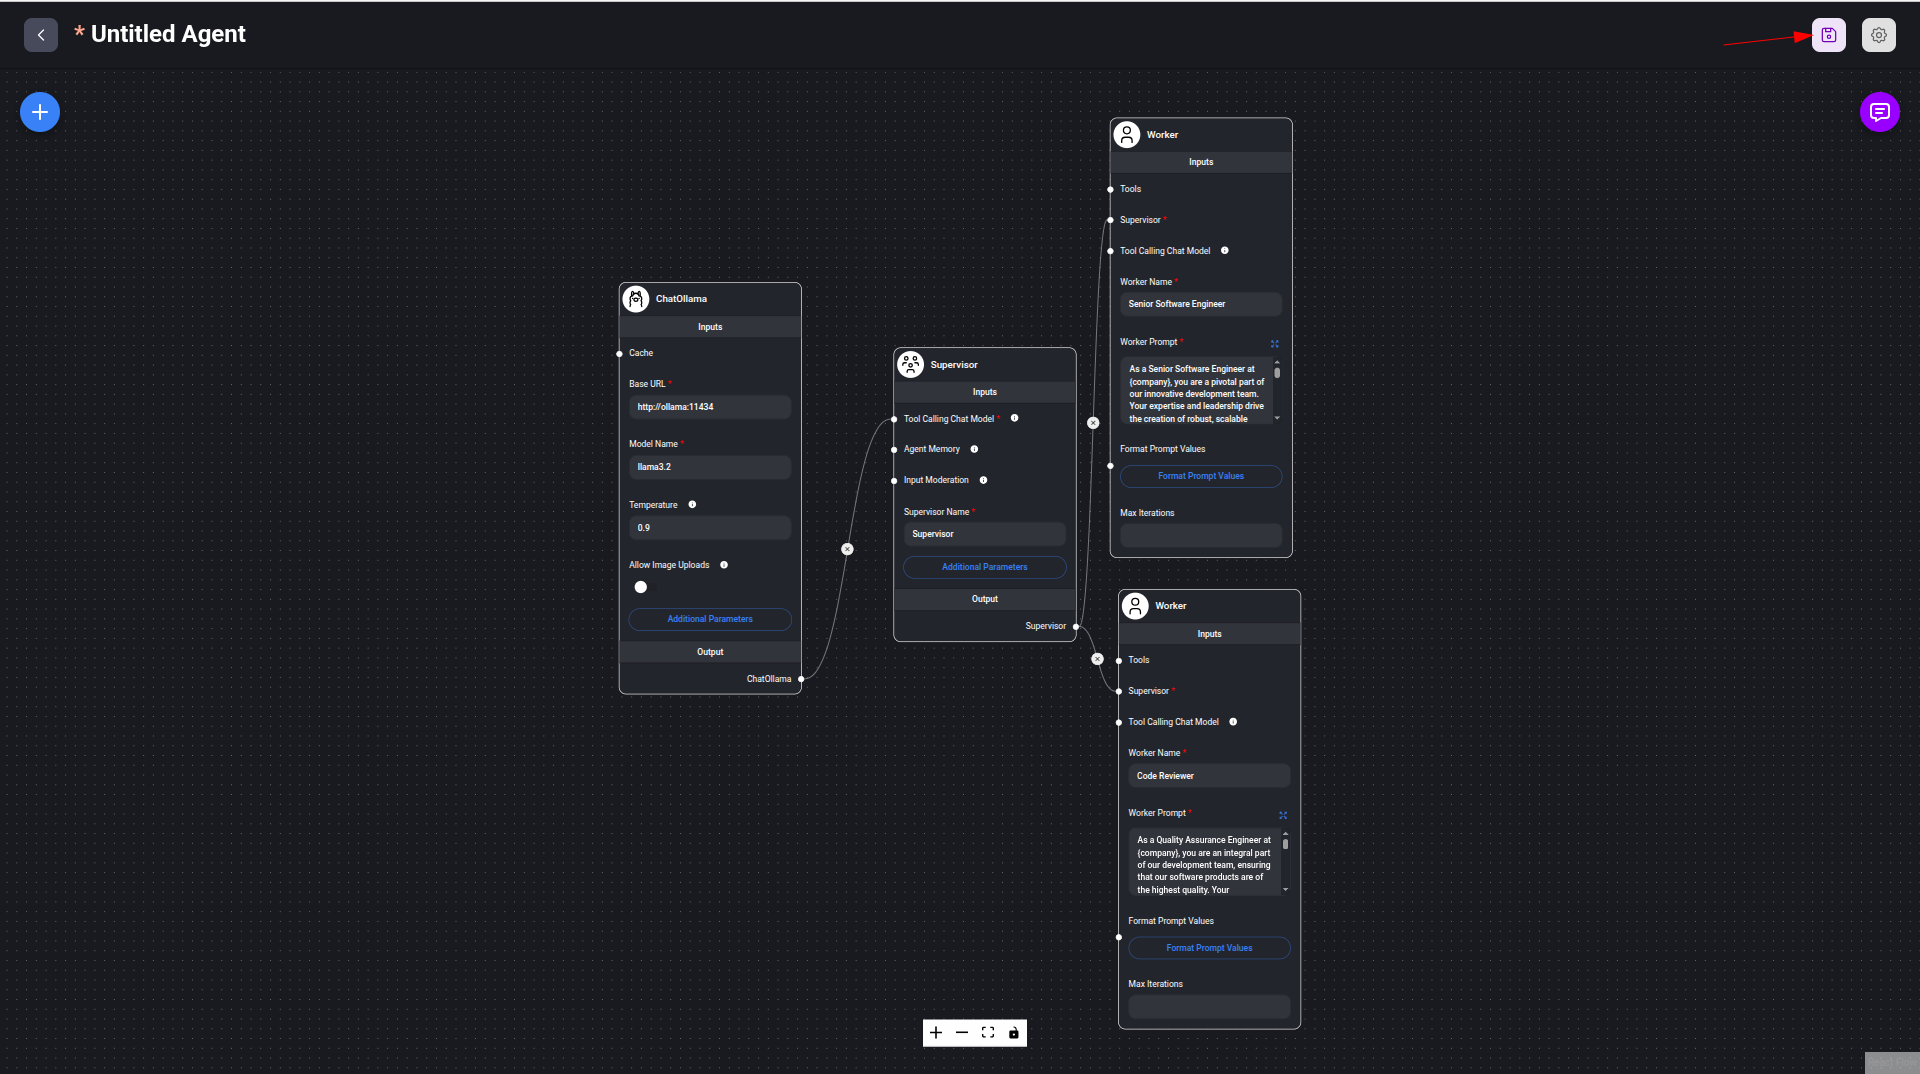 * Untitled Agent
ChatOllama
Inputs
Cache
Base URL *
http://ollama:11434
Model Name *
llama3.2
Temperature
0.9
Allow Image Uploads
Additional Parameters
Output
ChatOllama
Supervisor
Inputs
Tool Calling Chat Model *
Agent Memory
Input Moderation
Supervisor Name *
Supervisor
Additional Parameters
Output
Supervisor
Worker
Inputs
Tools
Supervisor *
Tool Calling Chat Model
Worker Name *
Senior Software Engineer
Worker Prompt *
As a Senior Software Engineer at
{company}, you are a pivotal part of
our innovative development team.
Your expertise and leadership drive
the creation of robust, scalable
Format Prompt Values
Format Prompt Values
Max Iterations
Worker
Inputs
Tools
Supervisor *
Tool Calling Chat Model
Worker Name *
Code Reviewer
Worker Prompt *
As a Quality Assurance Engineer at
{company}, you are an integral part
of our development team, ensuring
that our software products are of
the highest quality. Your
Format Prompt Values
Format Prompt Values
Max Iterations